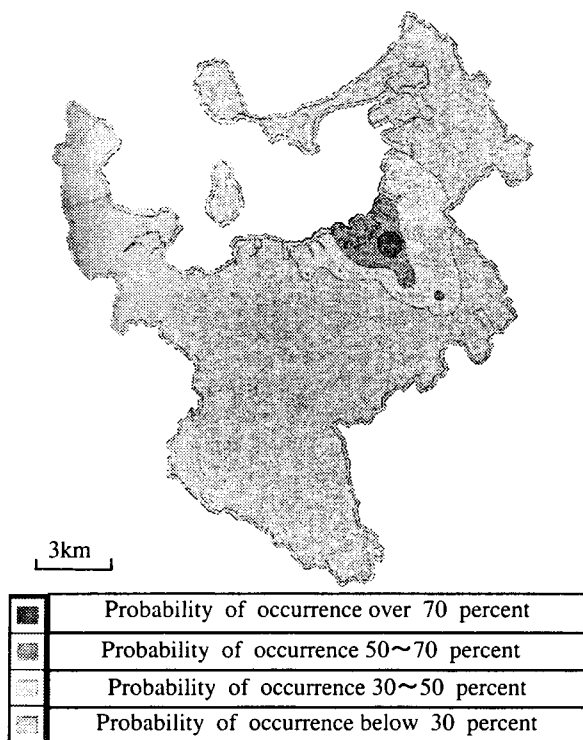 3km
Probability of occurrence over 70 percent
Probability of occurrence 50~70 percent
Probability of occurrence 30~50 percent
Probability of occurrence below 30 percent